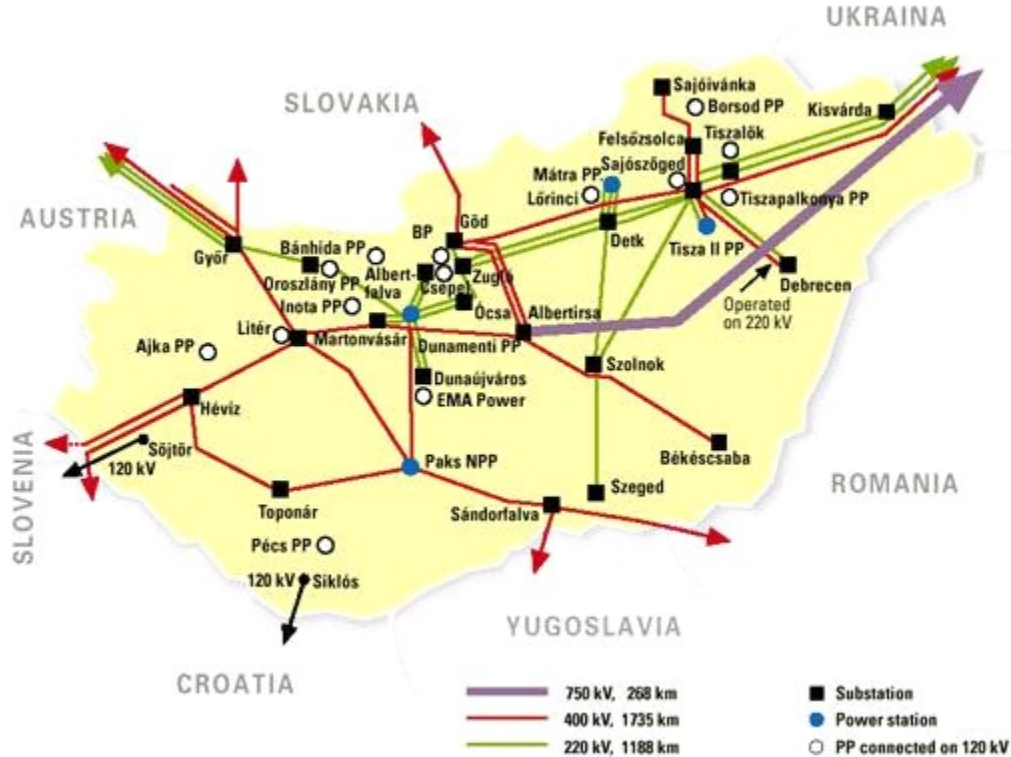 UKRAINA
SLOVAKIA
Sajóivánka
Borsod PP
Kisvárda
Felsőzsolca
Tiszalök
Sajószöged
Mátra PP
Lőrinci
Tiszapalkonya PP
AUSTRIA
BP
Göd
Detk
Tisza II PP
Győr
Bánhida PP
Oroszlány PP
Albert-
falva
Csepel
Zugló
Debrecen
Operated
on 220 kV
Inota PP
Ócsa
Albertirsa
Litér
Martonvásár
Dunamenti PP
Ajka PP
Szolnok
Dunaújváros
EMA Power
Hévíz
SLOVENIA
Söjtör
120 kV
Paks NPP
Békéscsaba
ROMANIA
Toponár
Sándorfalva
Szeged
Pécs PP
120 kV
Siklós
YUGOSLAVIA
CROATIA
750 kV, 268 km
Substation
400 kV, 1735 km
Power station
220 kV, 1188 km
PP connected on 120 kV